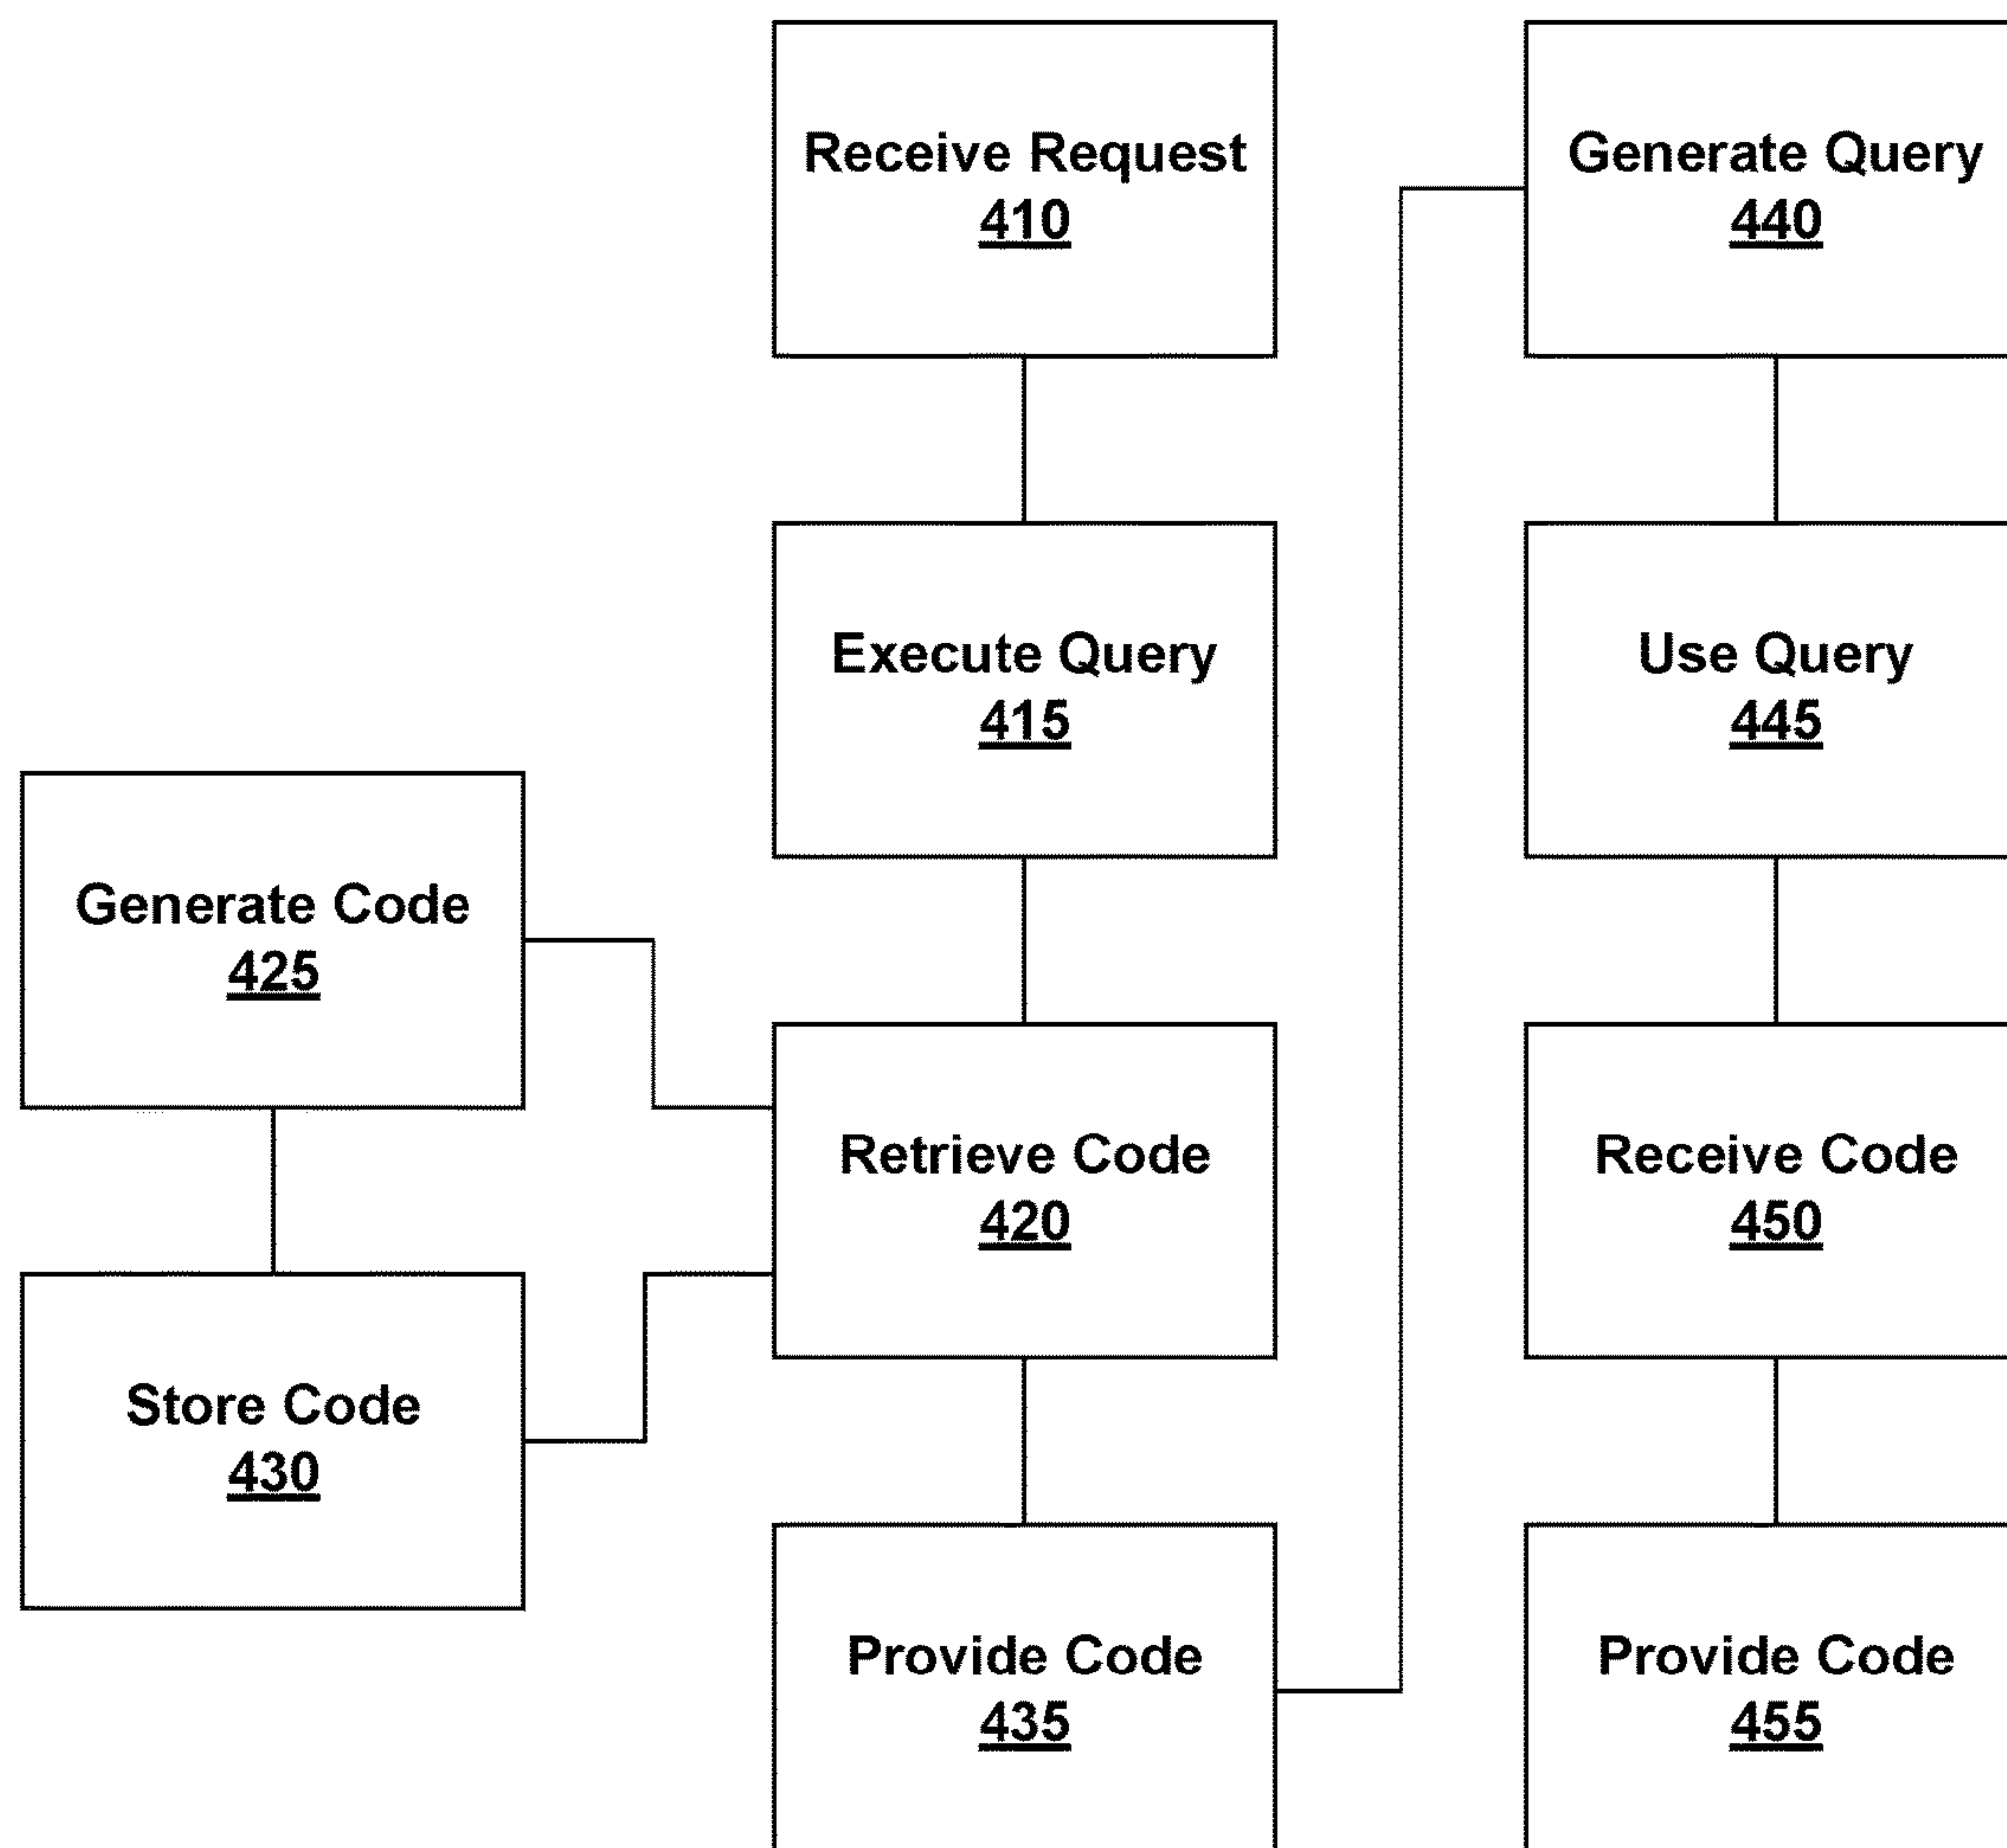 Receive Request
410
Execute Query
415
Generate Code
425
Retrieve Code
420
Store Code
430
Provide Code
435
Generate Query
440
Use Query
445
Receive Code
450
Provide Code
455